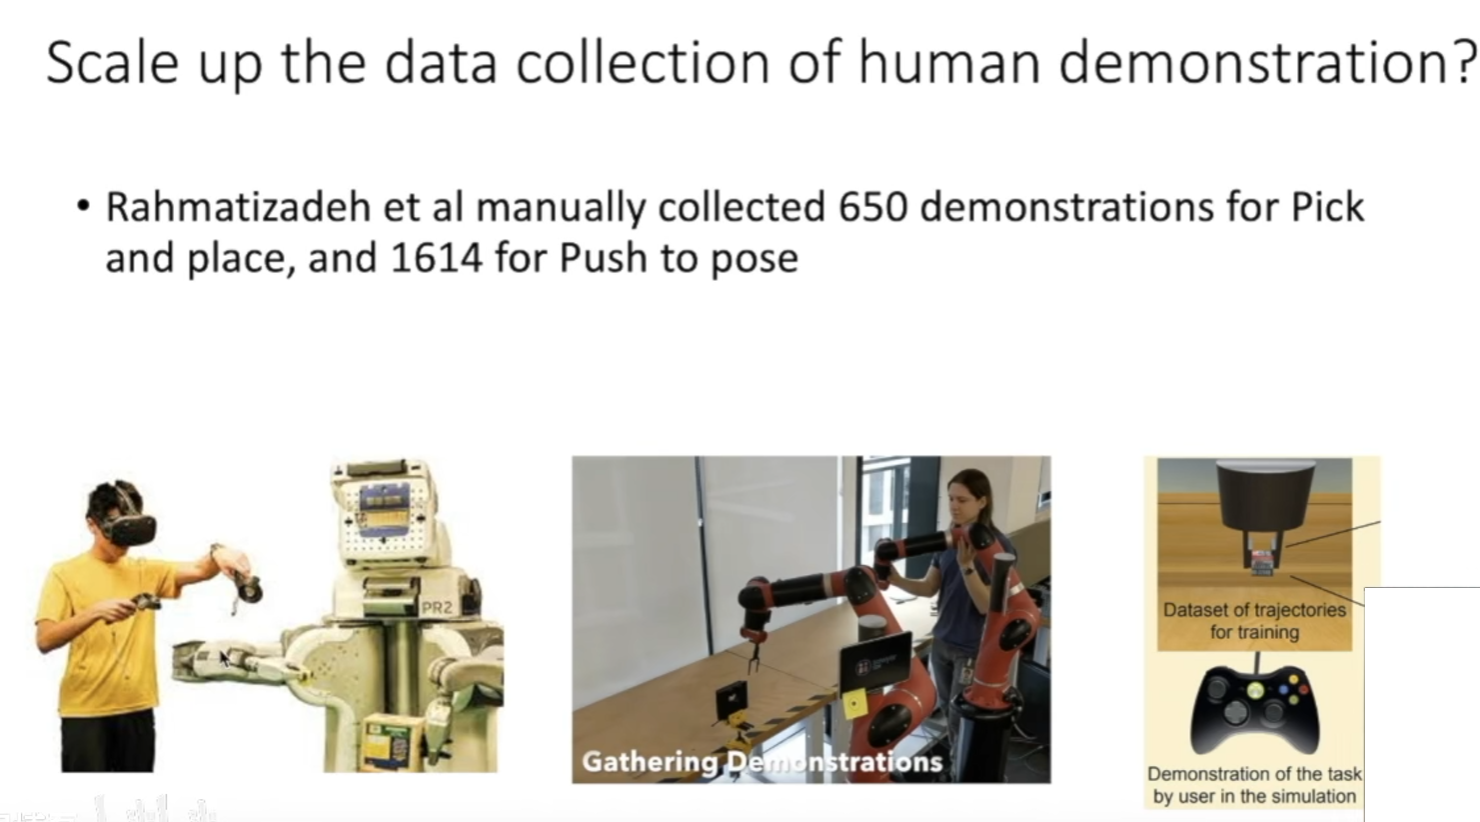 Scale up the data collection of human demonstration?
• Rahmatizadeh et al manually collected 650 demonstrations for Pick
and place, and 1614 for Push to pose
PR2
Gathering Demonstrations
Dataset of trajectories
for training
Demonstration of the task
by user in the simulation